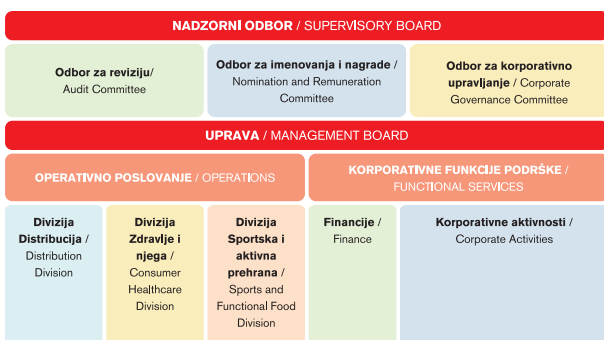 NADZORNI ODBOR / SUPERVISORY BOARD
Odbor za reviziju/
Audit Committee
Odbor za imenovanja i nagrade /
Nomination and Remuneration
Committee
Odbor za korporativno
upravljanje / Corporate
Governance Committee
UPRAVA / MANAGEMENT BOARD
OPERATIVNO POSLOVANJE / OPERATIONS
KORPORATIVNE FUNKCIJE PODRŠKE /
FUNCTIONAL SERVICES
Divizija
Distribucija /
Distribution
Division
Divizija
Zdravlje i
njega /
Consumer
Healthcare
Division
Divizija
Sportska i
aktivna
prehrana /
Sports and
Functional Food
Division
Financije /
Finance
Korporativne aktivnosti /
Corporate Activities